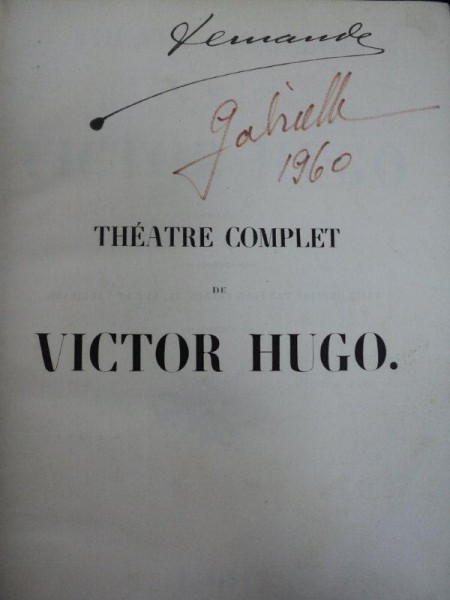 Fernande
Gabrielle
1960
THÉATRE COMPLET
DE
VICTOR HUGO.